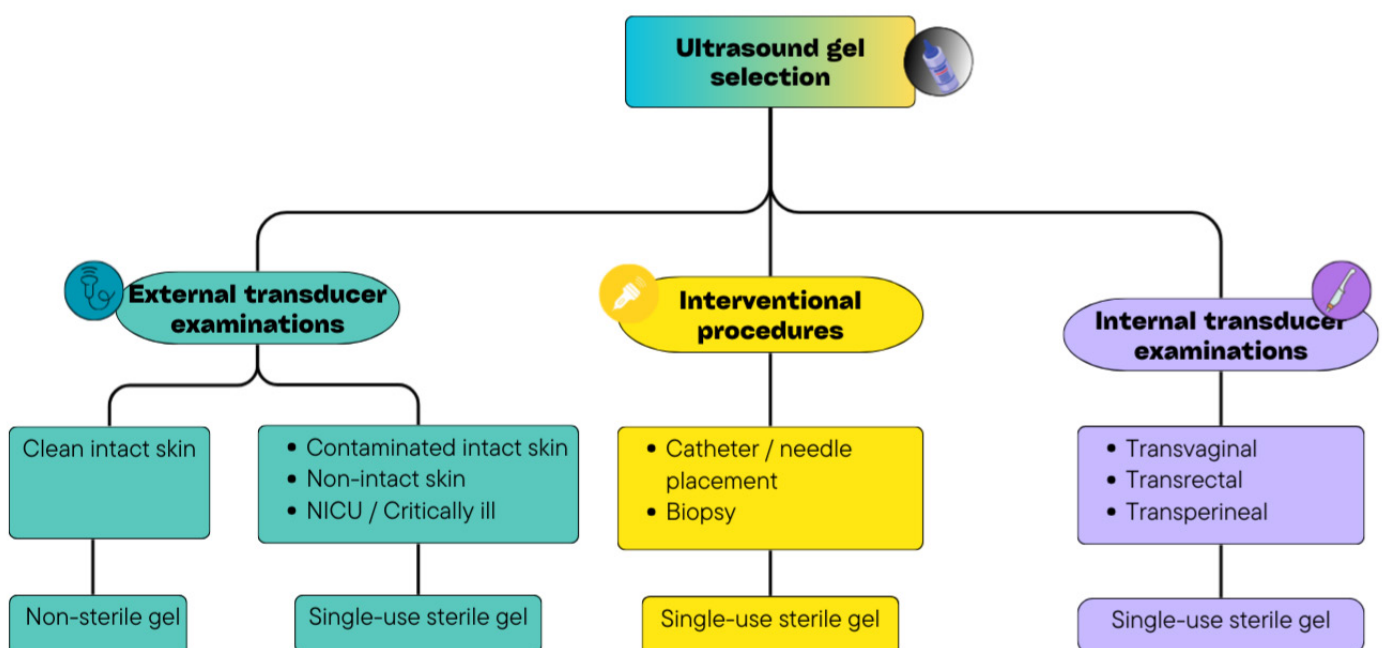 Ultrasound gel
selection
External transducer
examinations
Interventional
procedures
Internal transducer
examinations
Clean intact skin
• Contaminated intact skin
• Non-intact skin
• NICU / Critically ill
• Catheter / needle
placement
• Biopsy
• Transvaginal
• Transrectal
• Transperineal
Non-sterile gel
Single-use sterile gel
Single-use sterile gel
Single-use sterile gel